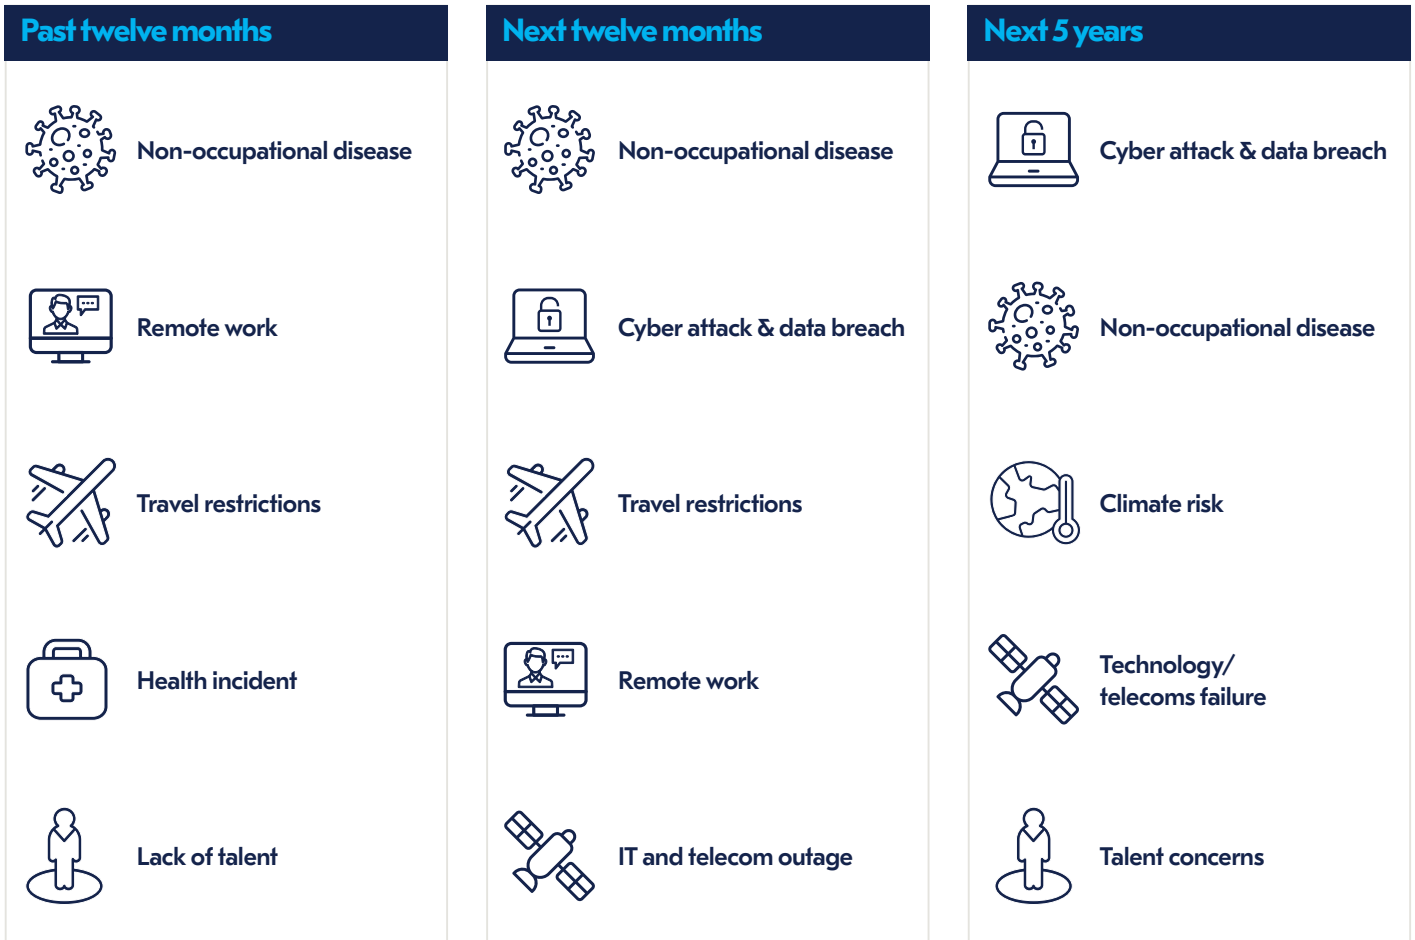 Past twelve months
Non-occupational disease
Remote work
Travel restrictions
Health incident
Lack of talent
Next twelve months
Non-occupational disease
Cyber attack & data breach
Travel restrictions
Remote work
IT and telecom outage
Next 5 years
Cyber attack & data breach
Non-occupational disease
Climate risk
Technology/
telecoms failure
Talent concerns